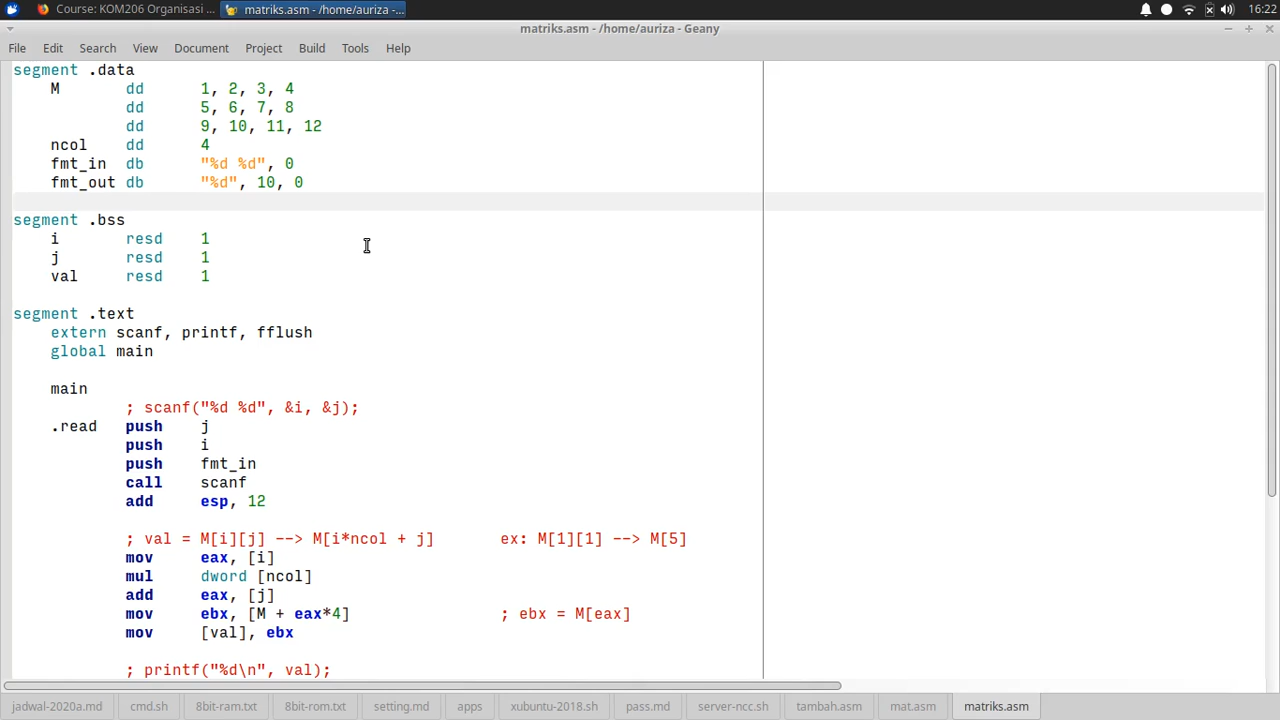 Course: KOM206 Organisasi ...
matriks.asm - /home/auriza -...
16:22
matriks.asm - /home/auriza - Geany
File Edit Search View Document Project Build Tools Help
segment .data
M dd 1, 2, 3, 4
dd 5, 6, 7, 8
dd 9, 10, 11, 12
ncol dd 4
fmt_in db "%d %d", 0
fmt_out db "%d", 10, 0
segment .bss
i resd 1
j resd 1
val resd 1
segment .text
extern scanf, printf, fflush
global main
main
; scanf("%d %d", &i, &j);
.read push j
push i
push fmt_in
call scanf
add esp, 12
; val = M[i][j] --> M[i*ncol + j] ex: M[1][1] --> M[5]
mov eax, [i]
mul dword [ncol]
add eax, [j]
mov ebx, [M + eax*4] ; ebx = M[eax]
mov [val], ebx
; printf("%d\n", val);
jadwal-2020a.md cmd.sh 8bit-ram.txt 8bit-rom.txt setting.md apps xubuntu-2018.sh pass.md server-ncc.sh tambah.asm mat.asm matriks.asm